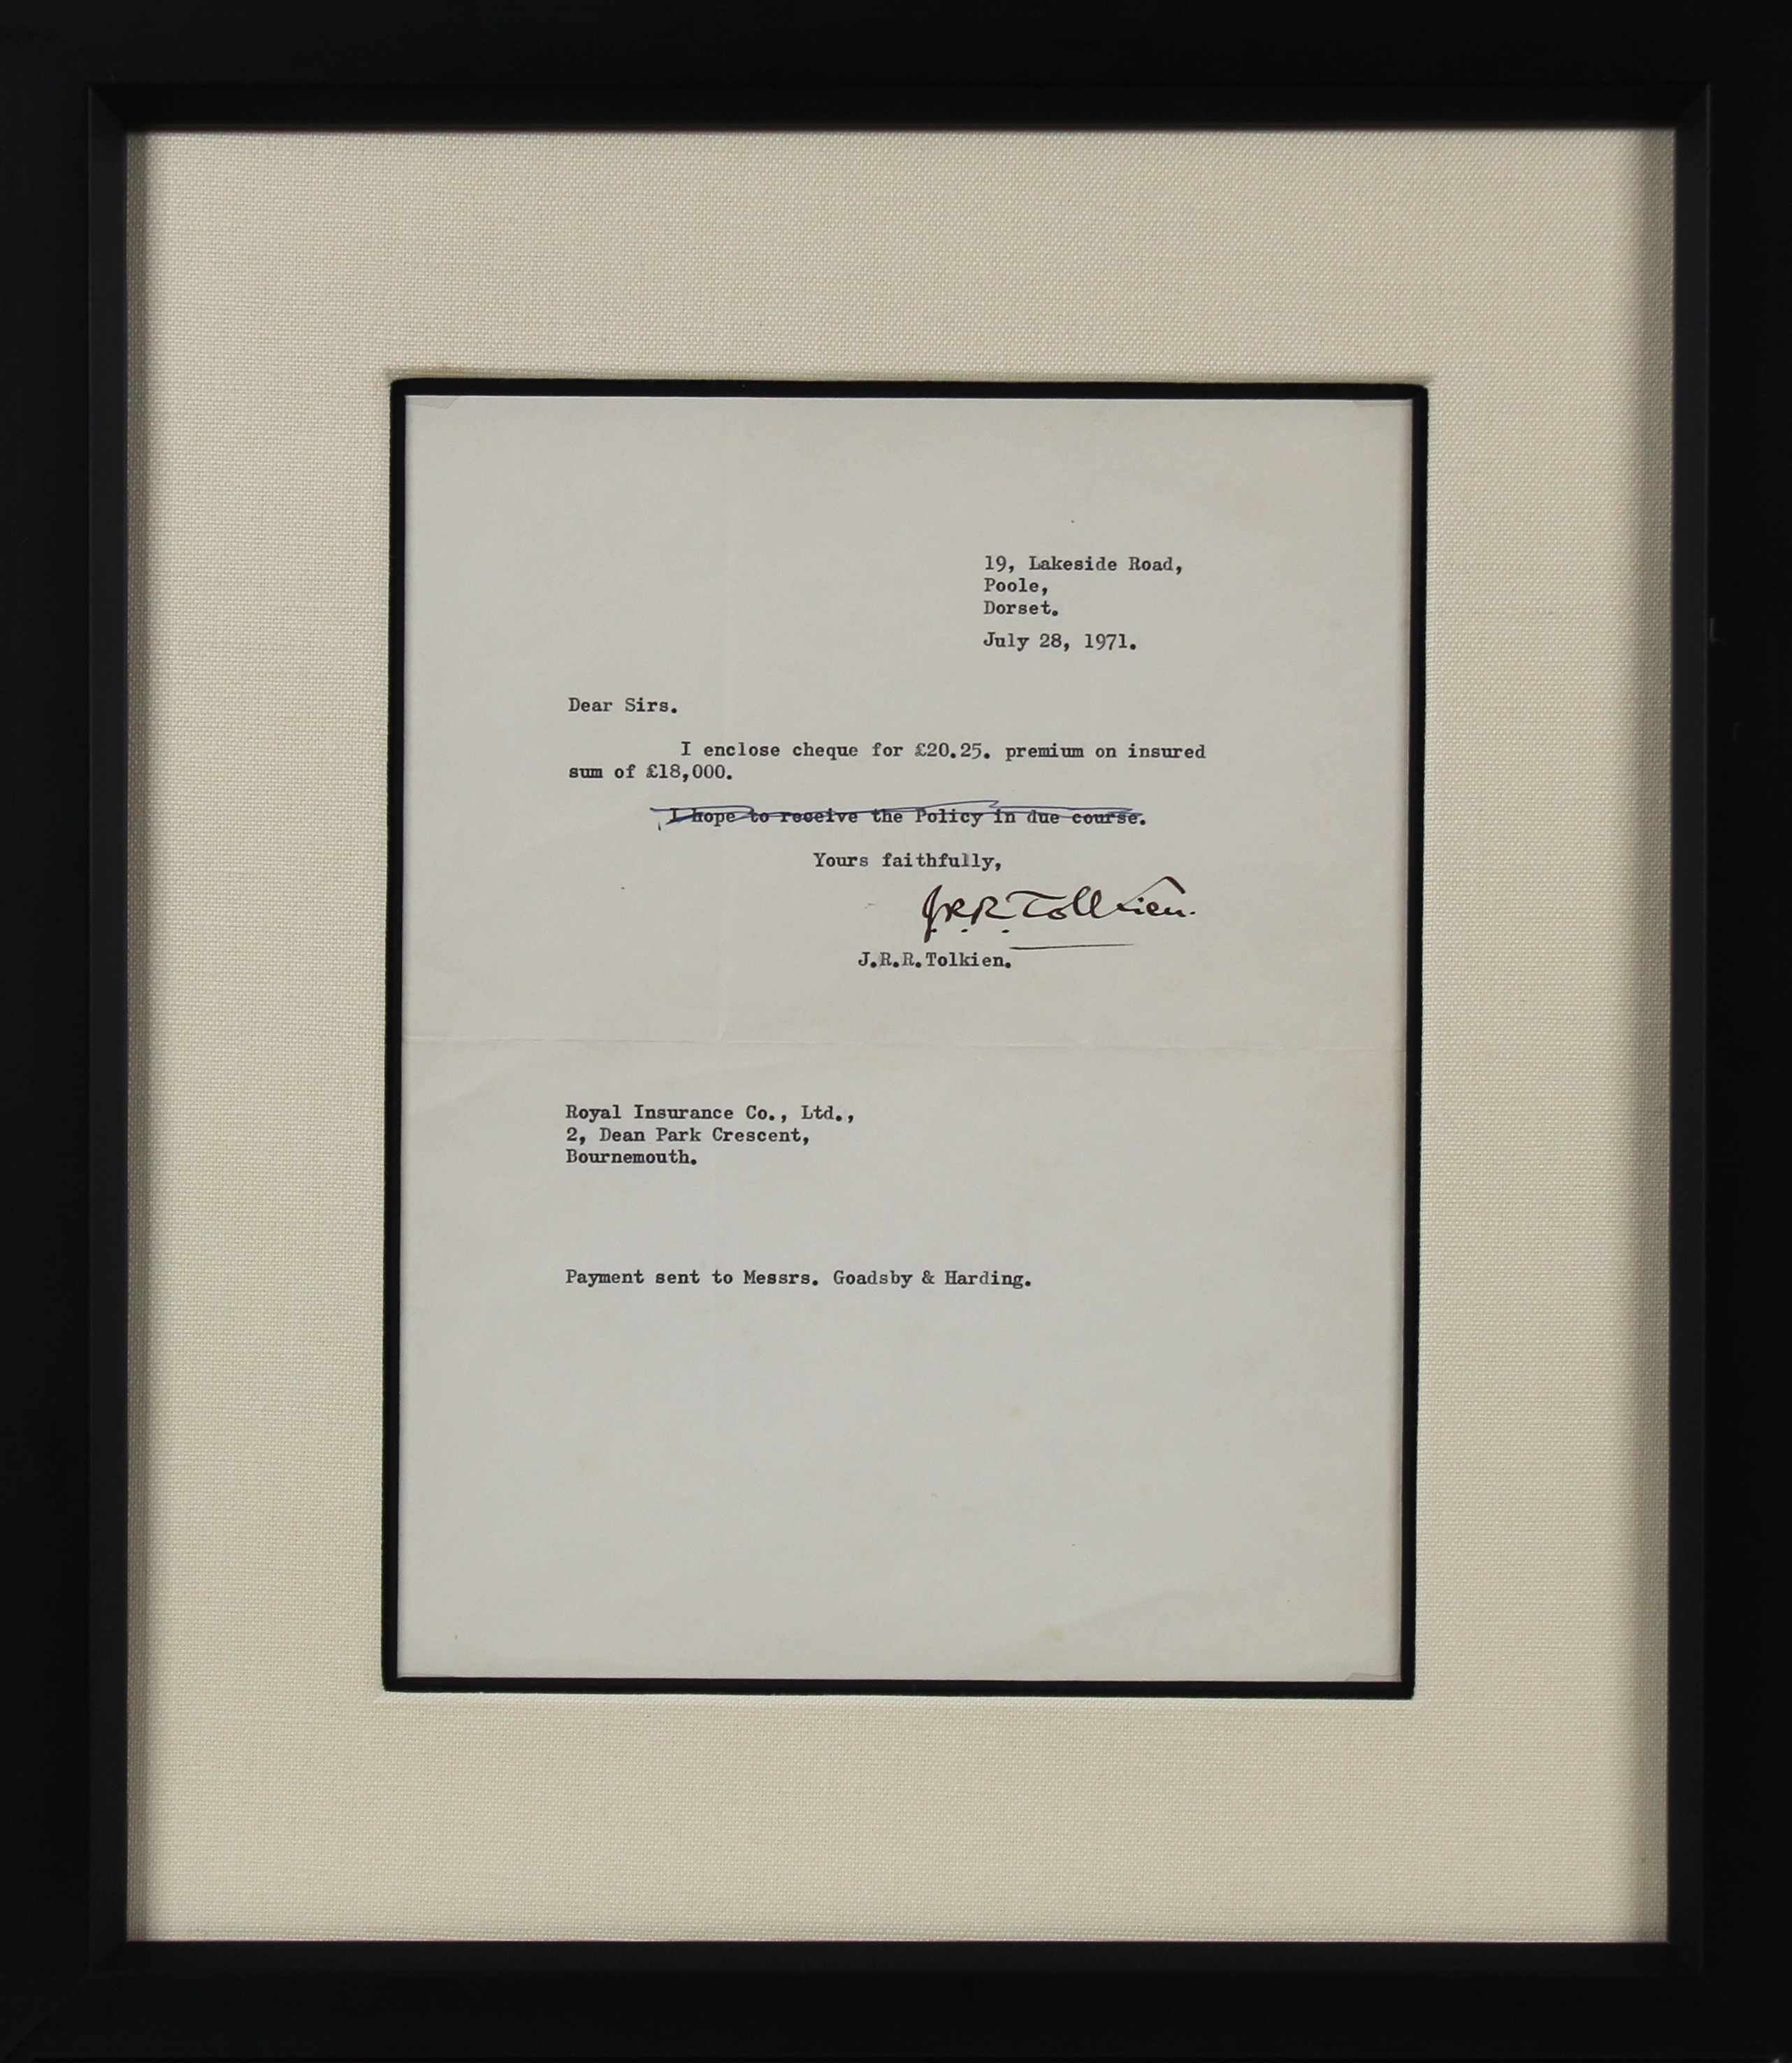 19, Lakeside Road,
Poole,
Dorset.
July 28, 1971.
Dear Sirs.
I enclose cheque for £20.25. premium on insured
sum of £18,000.
I hope to receive the Policy in due course.
Yours faithfully,
J.R.R. Tolkien.
J.R.R.Tolkien.
Royal Insurance Co., Ltd.,
2, Dean Park Crescent,
Bournemouth.
Payment sent to Messrs. Goadsby & Harding.